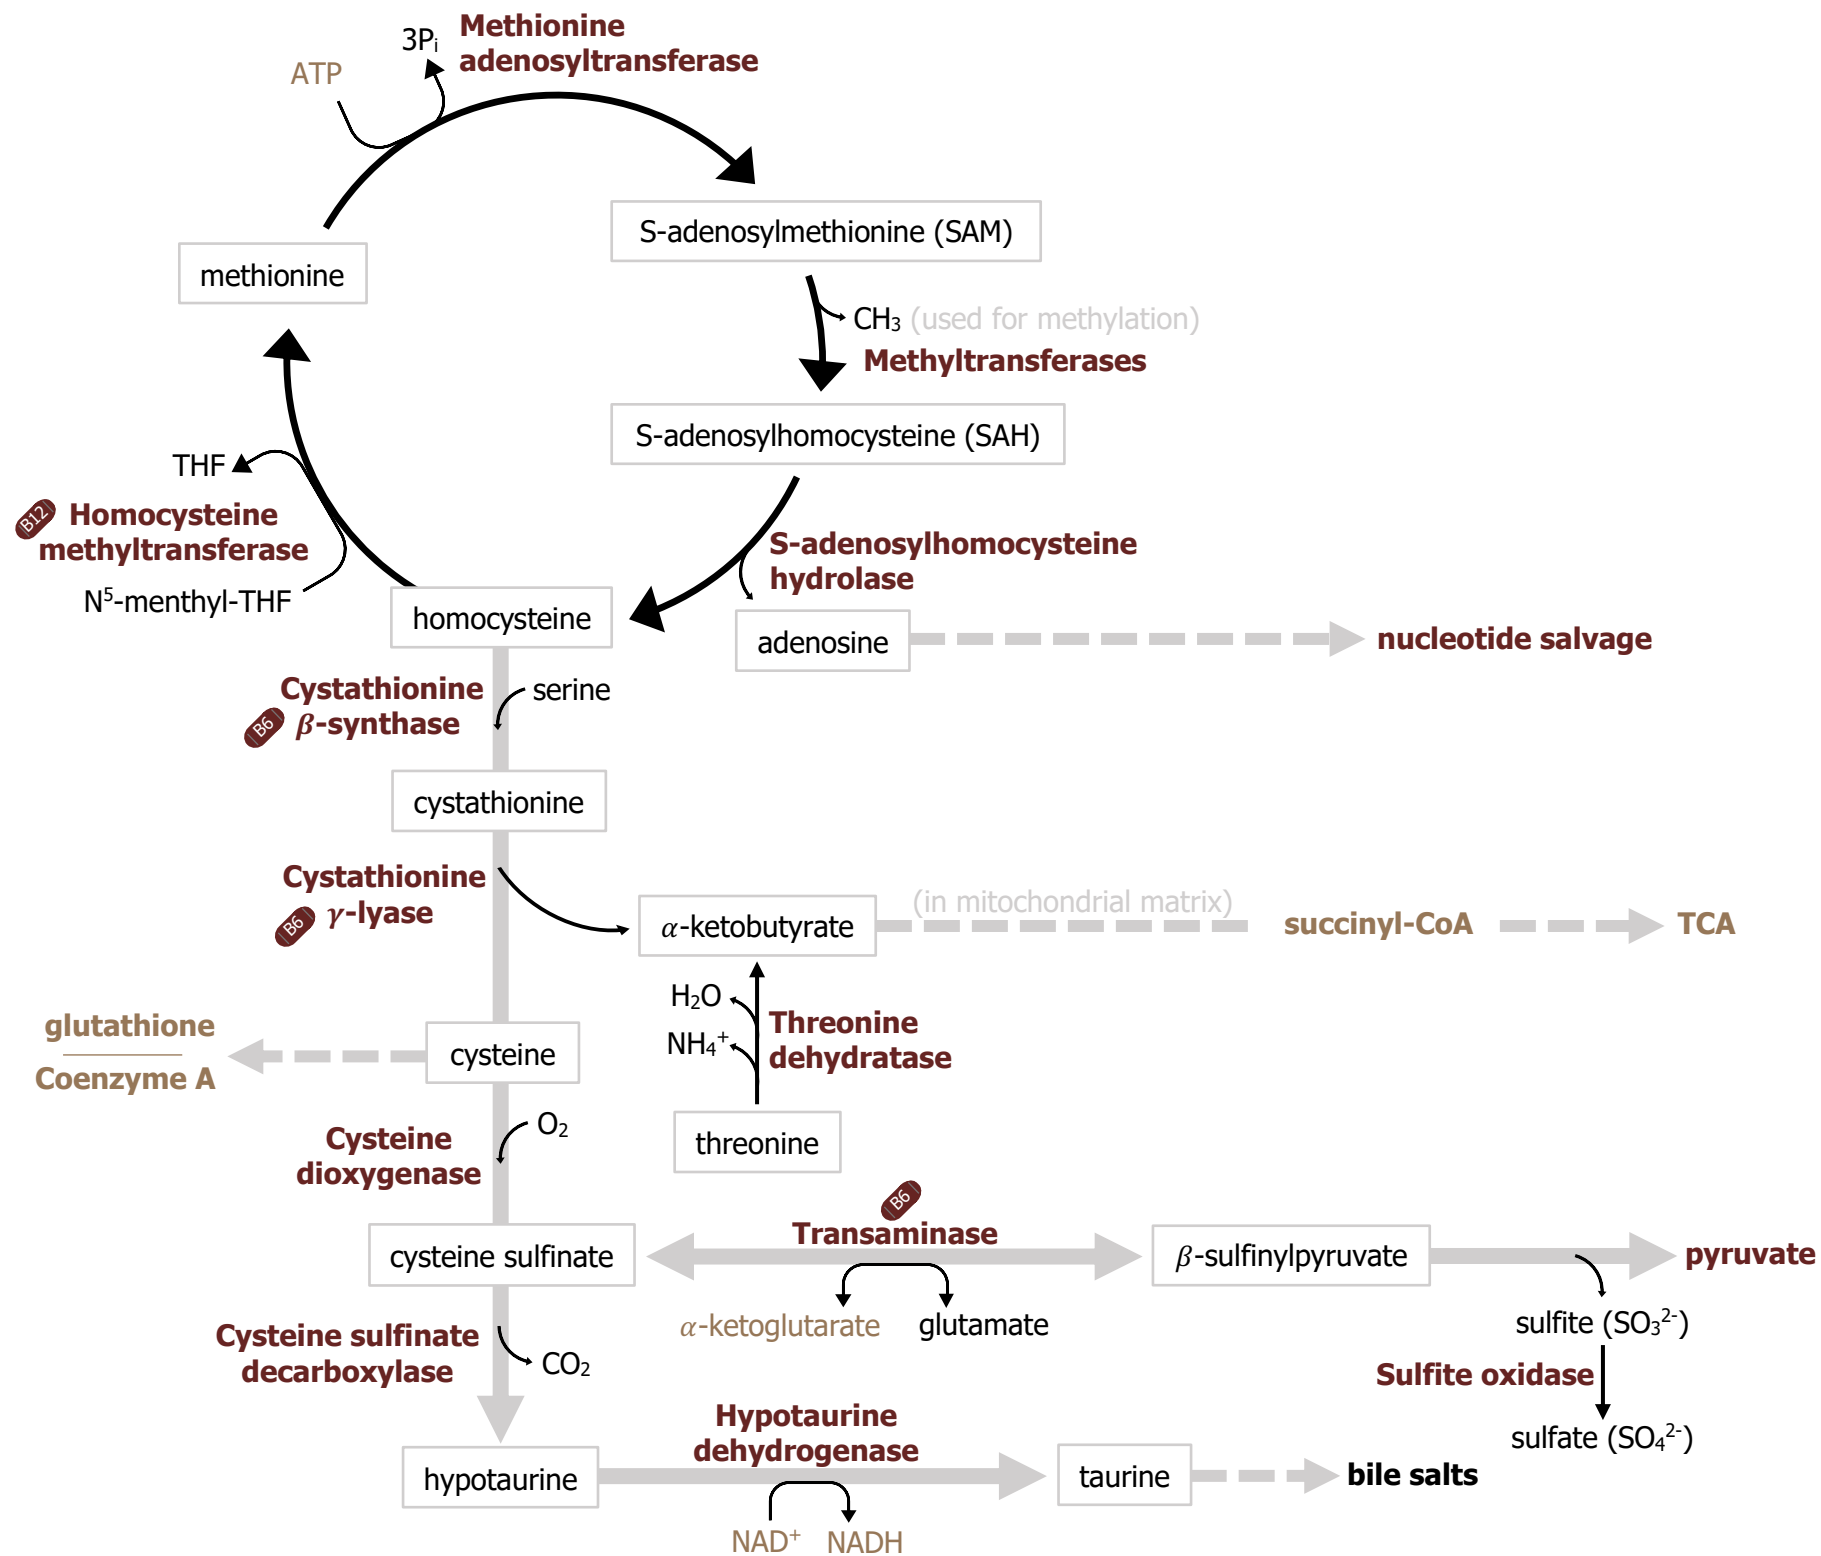 Methionine
adenosyltransferase
3Pi
ATP
S-adenosylmethionine (SAM)
methionine
CH₃ (used for methylation)
Methyltransferases
S-adenosylhomocysteine (SAH)
THF
B12
Homocysteine
methyltransferase
N⁵-menthyl-THF
S-adenosylhomocysteine
hydrolase
homocysteine
adenosine
nucleotide salvage
Cystathionine
β-synthase
B6
serine
cystathionine
Cystathionine
γ-lyase
B6
α-ketobutyrate
(in mitochondrial matrix)
succinyl-CoA
TCA
H₂O
NH₄⁺
Threonine
dehydratase
threonine
glutathione
Coenzyme A
cysteine
Cysteine
dioxygenase
O₂
B6
Transaminase
cysteine sulfinate
β-sulfinylpyruvate
pyruvate
α-ketoglutarate
glutamate
sulfite (SO₃²⁻)
Sulfite oxidase
sulfate (SO₄²⁻)
Cysteine sulfinate
decarboxylase
CO₂
Hypotaurine
dehydrogenase
hypotaurine
taurine
bile salts
NAD⁺
NADH